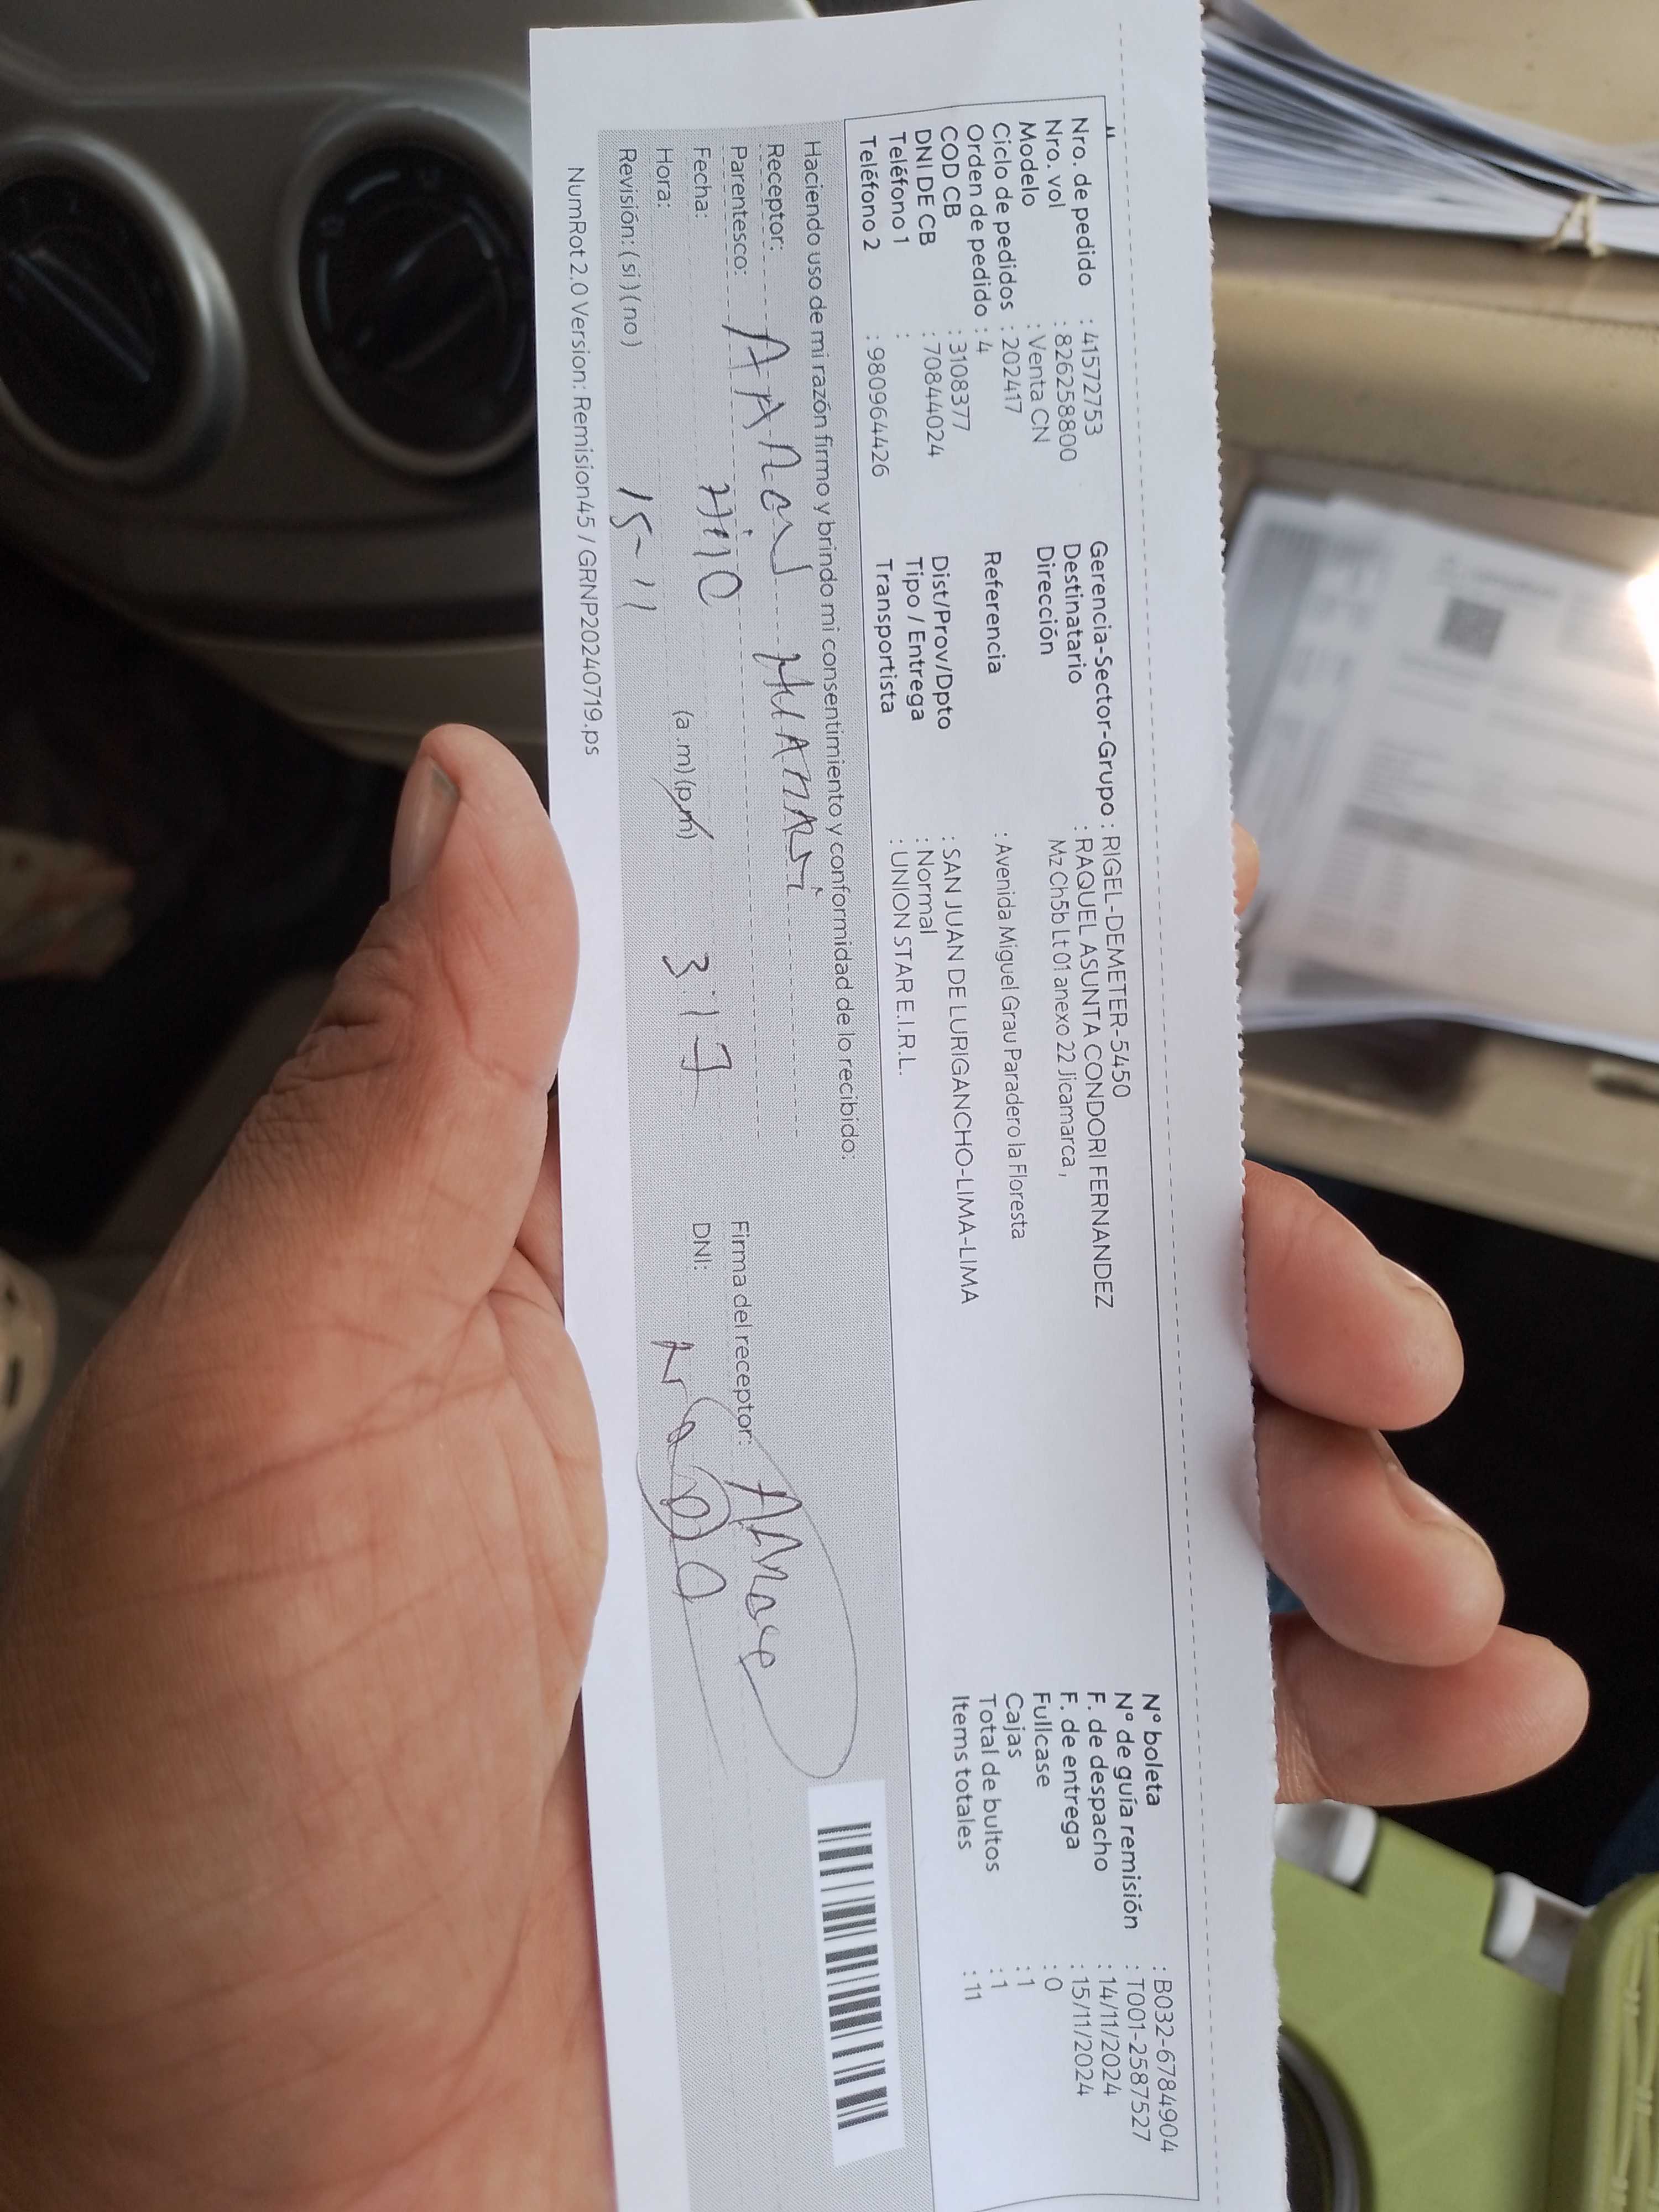 Nro. de pedido : 41572753
Nro. vol : 826258800
Modelo : Venta CN
Ciclo de pedidos : 202417
Orden de pedido : 4
COD CB : 3108377
DNI DE CB : 70844024
Teléfono 1 :
Teléfono 2 : 980964426
Gerencia-Sector-Grupo : RIGEL-DEMETER-5450
Destinatario : RAQUEL ASUNTA CONDORI FERNANDEZ
Dirección Mz Ch5b Lt 01 anexo 22 Jicamarca,
Referencia : Avenida Miguel Grau Paradero la Floresta
Dist/Prov/Dpto : SAN JUAN DE LURIGANCHO-LIMA-LIMA
Tipo / Entrega : Normal
Transportista : UNION STAR E.I.R.L.
N° boleta : B032-6784904
N° de guía remisión : T001-2587527
F. de despacho : 14/11/2024
F. de entrega : 15/11/2024
Fullcase : 0
Cajas : 1
Total de bultos : 1
Items totales : 11
Haciendo uso de mi razón firmo y brindo mi consentimiento y conformidad de lo recibido:
Receptor: HUAMANI
Parentesco: HIJO
Fecha: 15-11
Hora: (a.m)(pm) 3:17
Revisión: (si)(no)
Firma del receptor:
DNI:
NumRot 2.0 Version: Remision45 / GRNP20240719.ps